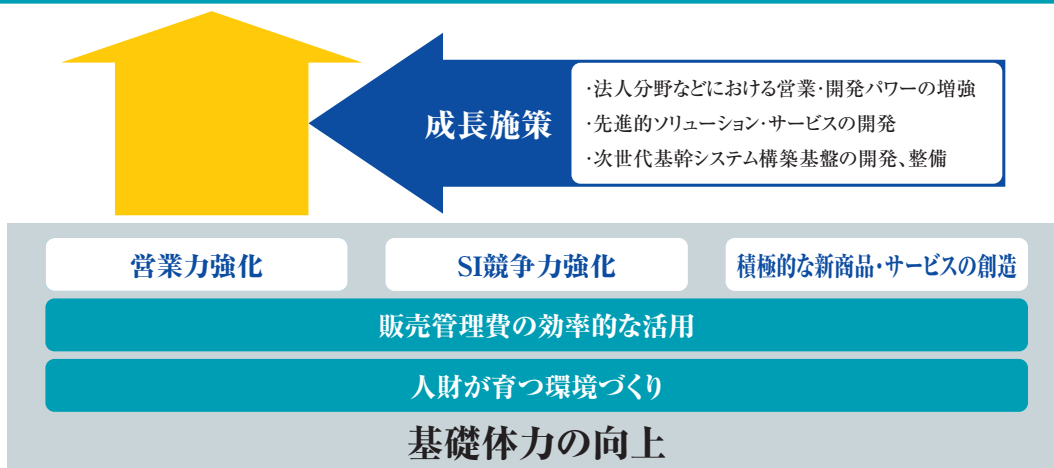 成長施策
・法人分野などにおける営業・開発パワーの増強
・先進的ソリューション・サービスの開発
・次世代基幹システム構築基盤の開発、整備
営業力強化
SI競争力強化
積極的な新商品・サービスの創造
販売管理費の効率的な活用
人財が育つ環境づくり
基礎体力の向上